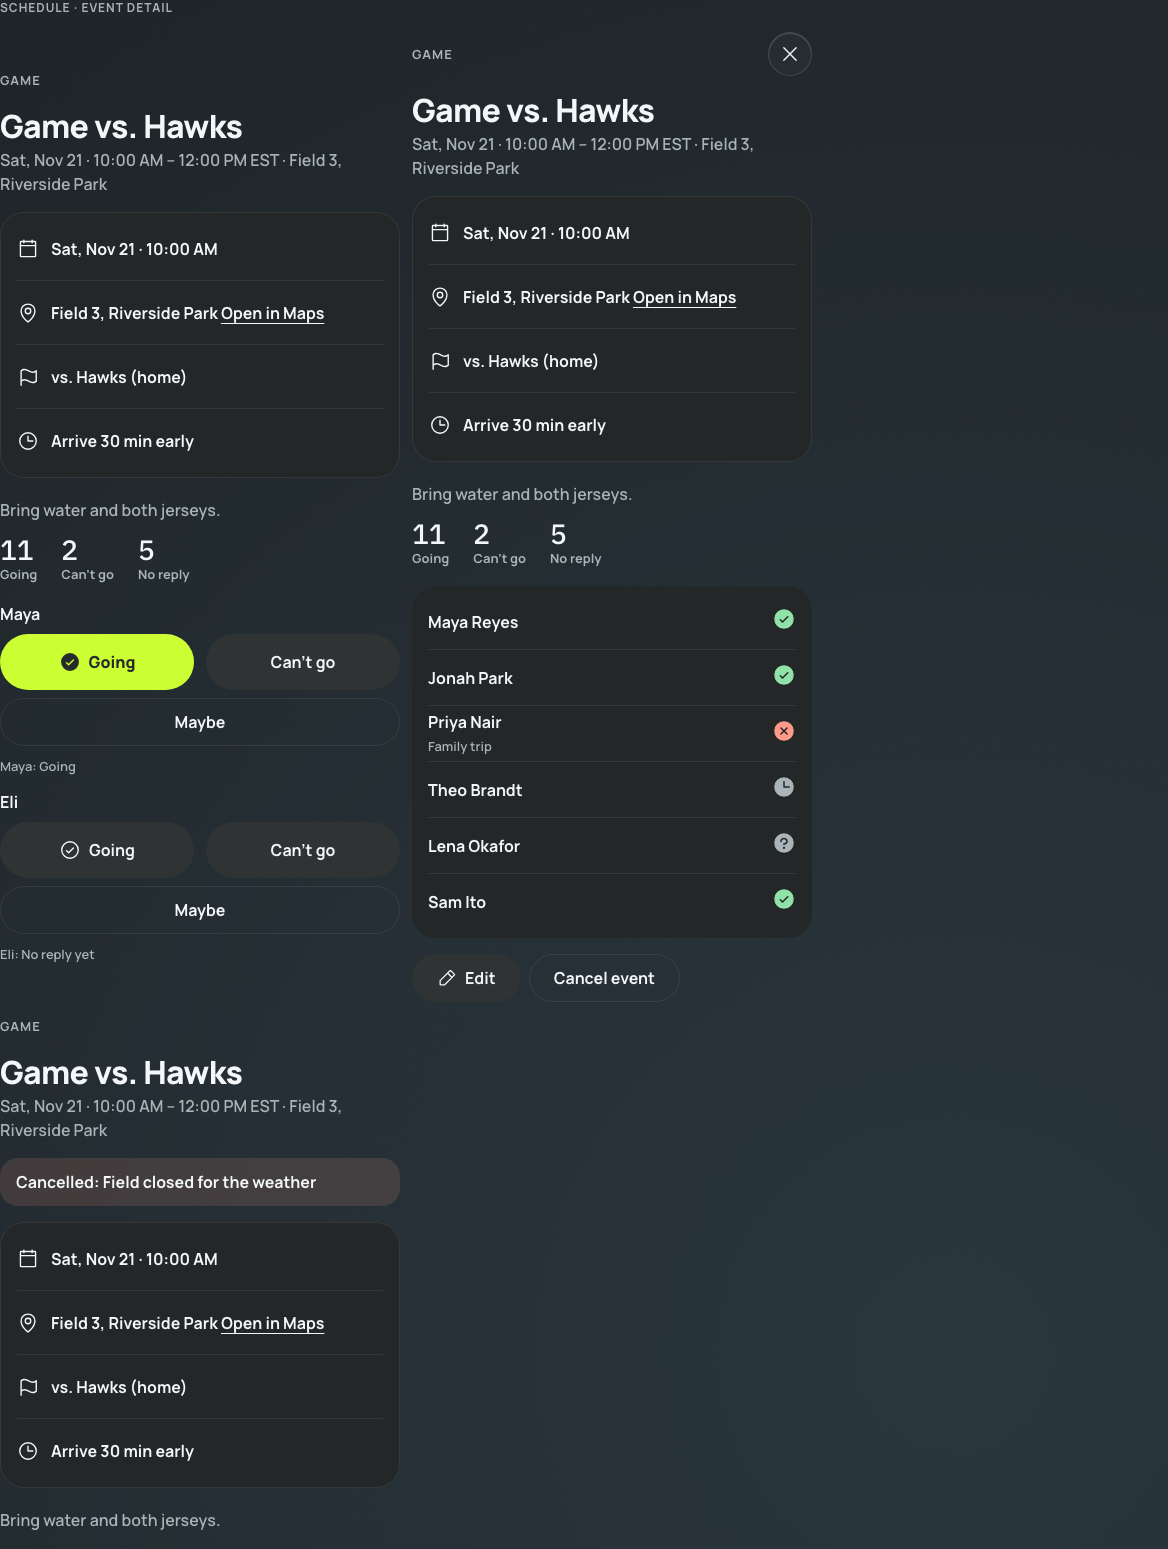 SCHEDULE · EVENT DETAIL
GAME
Game vs. Hawks
Sat, Nov 21 · 10:00 AM – 12:00 PM EST · Field 3,
Riverside Park
Sat, Nov 21 · 10:00 AM
Field 3, Riverside Park Open in Maps
vs. Hawks (home)
Arrive 30 min early
Bring water and both jerseys.
11 2 5
Going Can't go No reply
Maya
Going Can't go
Maybe
Maya: Going
Eli
Going Can't go
Maybe
Eli: No reply yet
GAME
Game vs. Hawks
Sat, Nov 21 · 10:00 AM – 12:00 PM EST · Field 3,
Riverside Park
Sat, Nov 21 · 10:00 AM
Field 3, Riverside Park Open in Maps
vs. Hawks (home)
Arrive 30 min early
Bring water and both jerseys.
11 2 5
Going Can't go No reply
Maya Reyes
Jonah Park
Priya Nair
Family trip
Theo Brandt
Lena Okafor
Sam Ito
Edit Cancel event
GAME
Game vs. Hawks
Sat, Nov 21 · 10:00 AM – 12:00 PM EST · Field 3,
Riverside Park
Cancelled: Field closed for the weather
Sat, Nov 21 · 10:00 AM
Field 3, Riverside Park Open in Maps
vs. Hawks (home)
Arrive 30 min early
Bring water and both jerseys.